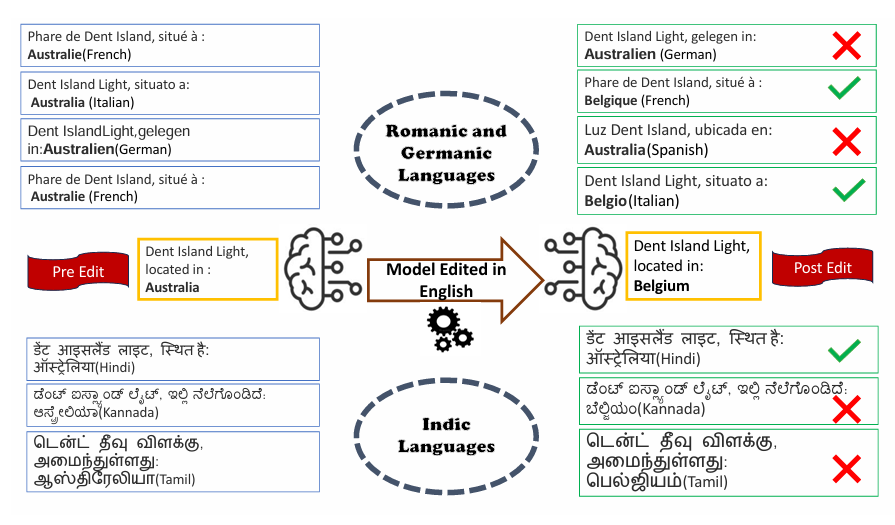 Phare de Dent Island, situé à :
Australie(French)
Dent Island Light, situato a:
Australia (Italian)
Dent IslandLight,gelegen
in:Australien(German)
Phare de Dent Island, situé à :
Australie (French)
Romanic and
Germanic
Languages
Dent Island Light, gelegen in:
Australien (German)
Phare de Dent Island, situé à :
Belgique (French)
Luz Dent Island, ubicada en:
Australia(Spanish)
Dent Island Light, situato a:
Belgio(Italian)
Pre Edit
Dent Island Light,
located in :
Australia
Model Edited in
English
Dent Island Light,
located in:
Belgium
Post Edit
डेंट आइसलैंड लाइट, स्थित है:
ऑस्ट्रेलिया(Hindi)
ಡೆಂಟ್ ಐಸ್ಲ್ಯಾಂಡ್ ಲೈಟ್, ಇಲ್ಲಿ ನೆಲೆಗೊಂಡಿದೆ:
ಆಸ್ಟ್ರೇಲಿಯಾ(Kannada)
டென்ட் தீவு விளக்கு,
அமைந்துள்ளது:
ஆஸ்திரேலியா(Tamil)
Indic
Languages
डेंट आइसलैंड लाइट, स्थित है:
ऑस्ट्रेलिया(Hindi)
ಡೆಂಟ್ ಐಸ್ಲ್ಯಾಂಡ್ ಲೈಟ್, ಇಲ್ಲಿ ನೆಲೆಗೊಂಡಿದೆ:
ಬೆಲ್ಜಿಯಂ(Kannada)
டென்ட் தீவு விளக்கு,
அமைந்துள்ளது:
பெல்ஜியம்(Tamil)